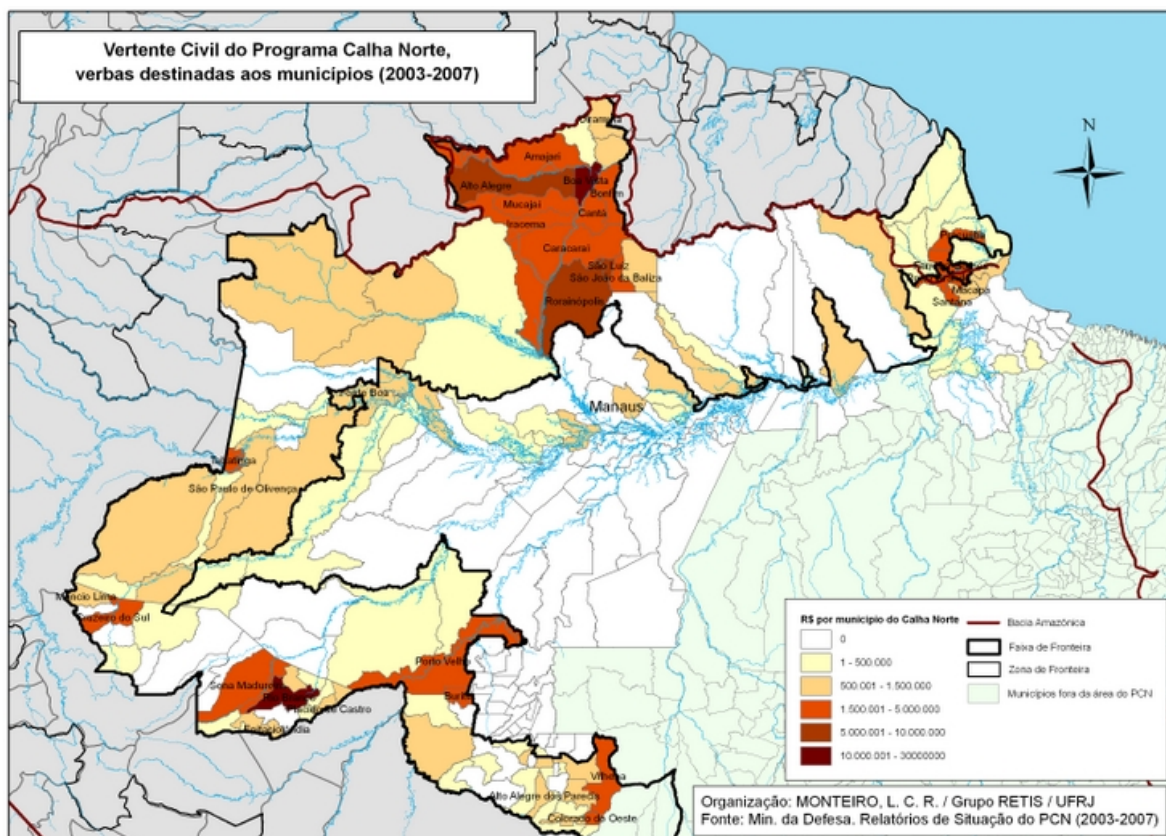 Vertente Civil do Programa Calha Norte,
verbas destinadas aos municípios (2003-2007)
N
Amajari
Alto Alegre
Boa Vista
Bonfim
Mucajaí
Cantá
Iracema
Caracaraí
São Luiz
São João da Baliza
Rorainópolis
Macapá
Santana
Manaus
Tabatinga
São Paulo de Olivença
Mâncio Lima
Cruzeiro do Sul
Porto Velho
Sena Madureira
Plácido de Castro
Buritis
Vilhena
Alto Alegre dos Parecis
Colorado do Oeste
R$ por município do Calha Norte
0
1 - 500.000
500.001 - 1.500.000
1.500.001 - 5.000.000
5.000.001 - 10.000.000
10.000.001 - 30000000
Bacia Amazônica
Faixa de Fronteira
Zona de Fronteira
Municípios fora da área do PCN
Organização: MONTEIRO, L. C. R. / Grupo RETIS / UFRJ
Fonte: Min. da Defesa. Relatórios de Situação do PCN (2003-2007)